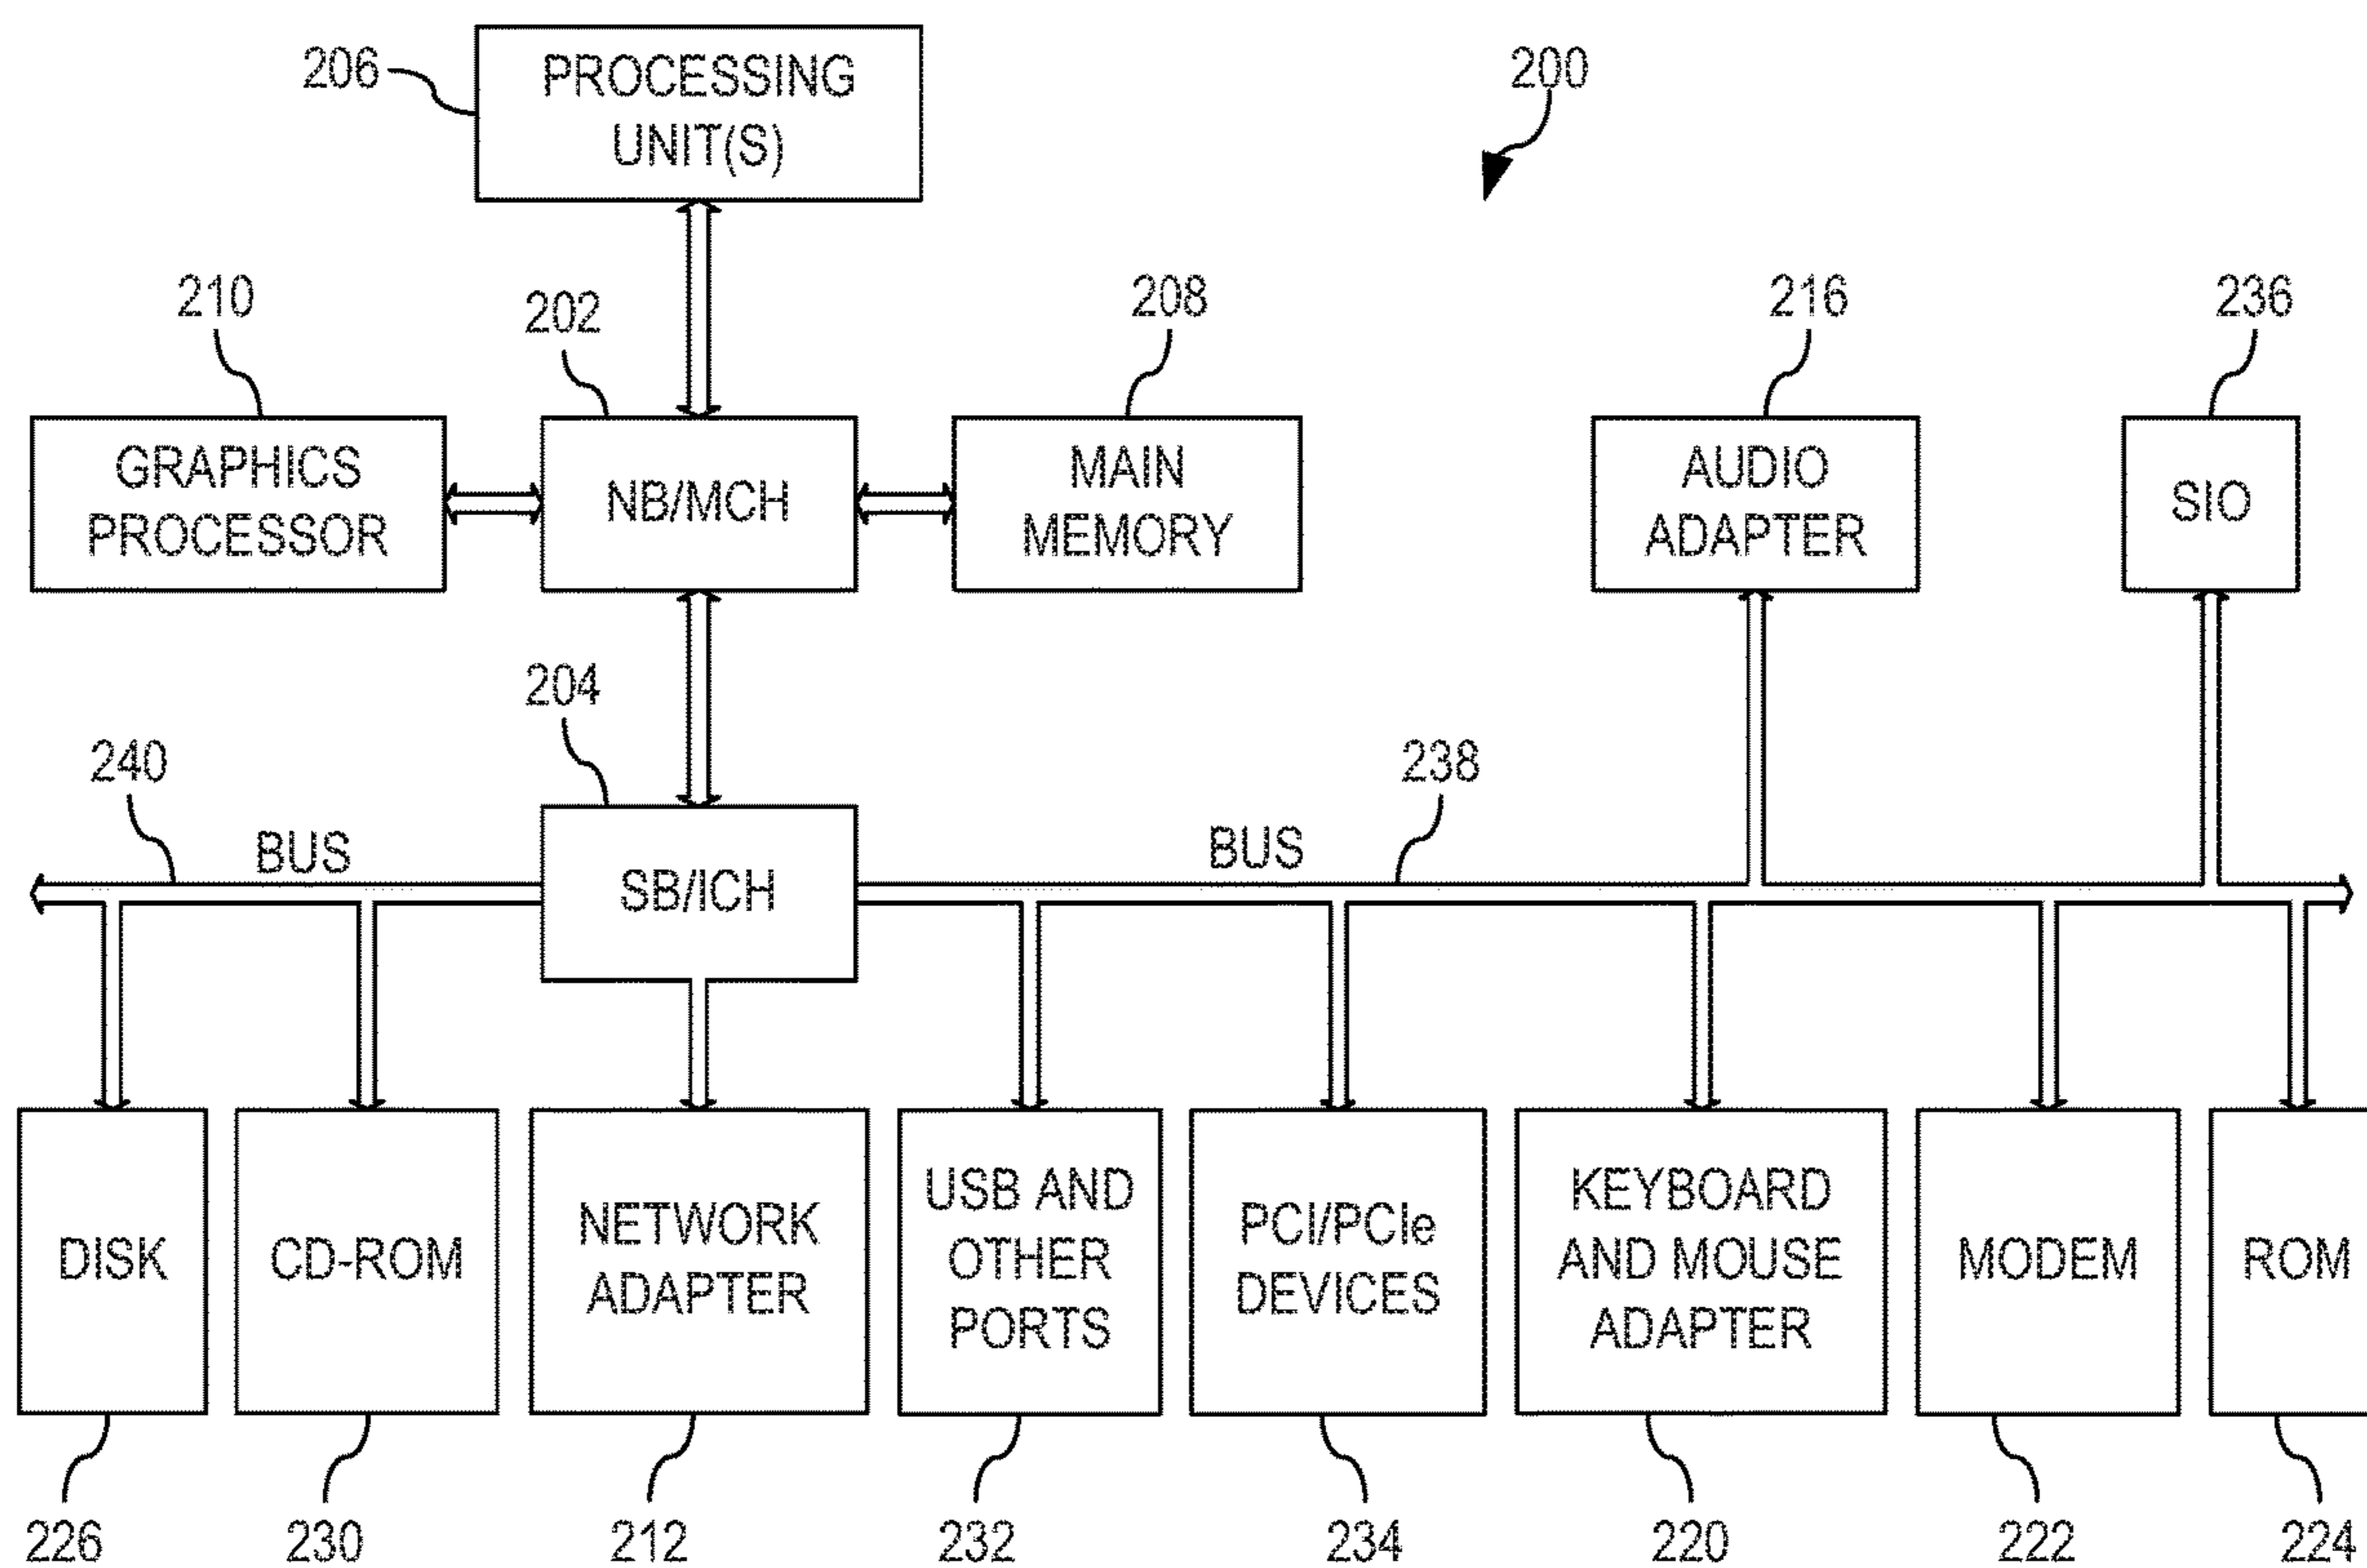 206
PROCESSING
UNIT(S)
200
210
202
208
216
236
GRAPHICS
PROCESSOR
NB/MCH
MAIN
MEMORY
AUDIO
ADAPTER
SIO
204
240
238
BUS
BUS
SB/ICH
DISK
CD-ROM
NETWORK
ADAPTER
USB AND
OTHER
PORTS
PCI/PCIe
DEVICES
KEYBOARD
AND MOUSE
ADAPTER
MODEM
ROM
226
230
212
232
234
220
222
224